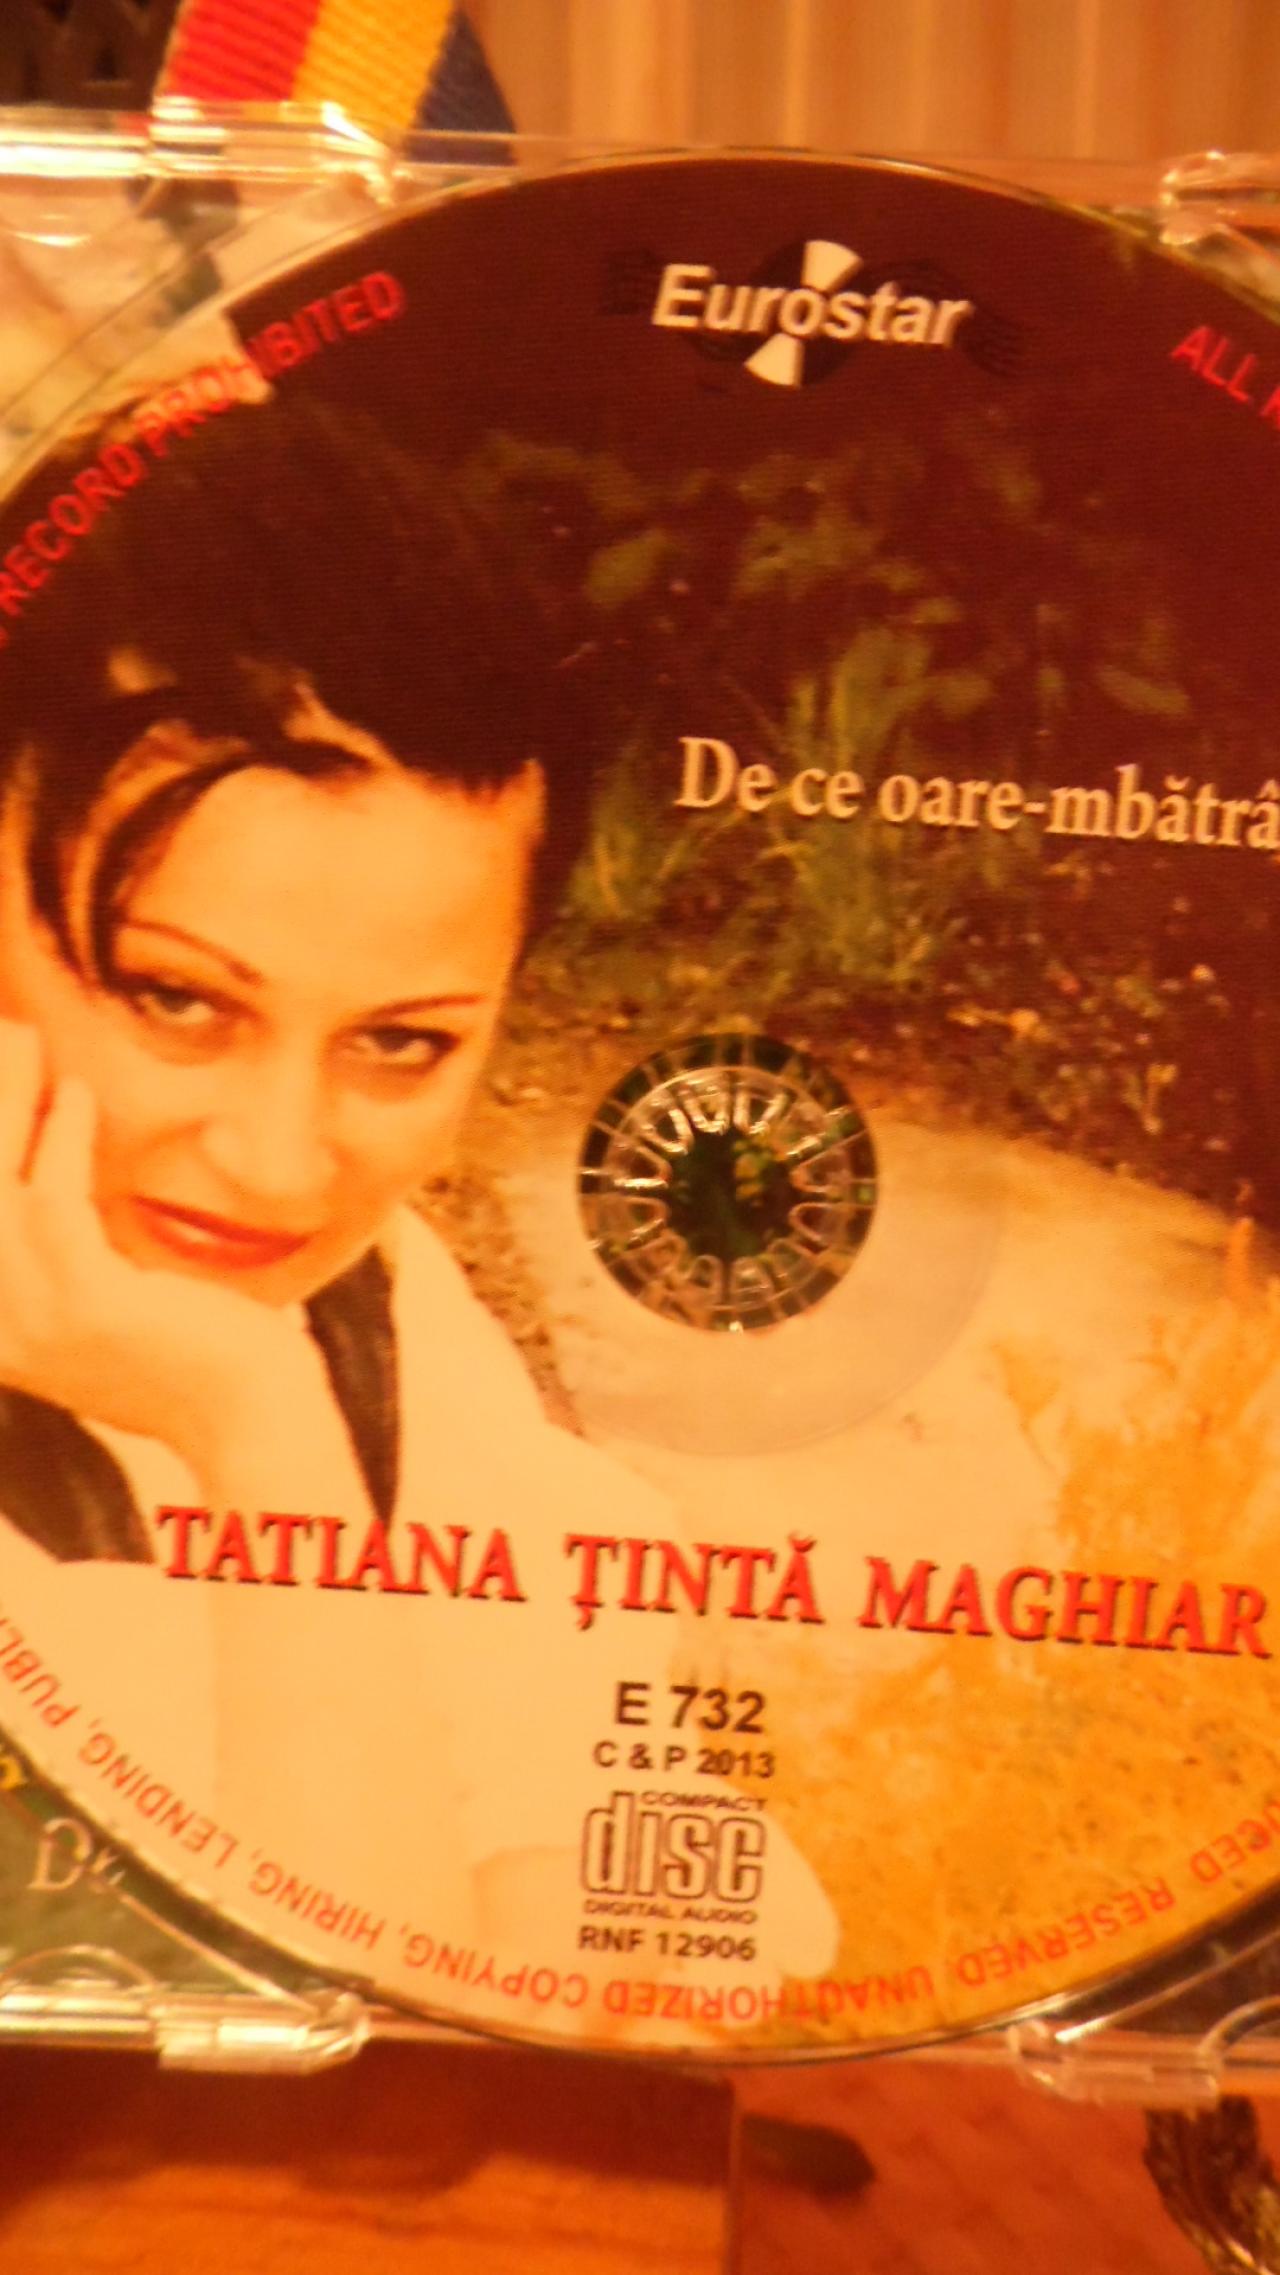 Eurostar
RECORD PROHIBITED
ALL
De ce oare-mbătrâ
TATIANA ȚINTĂ MAGHIAR
E 732
C & P 2013
COMPACT
disc
DIGITAL AUDIO
RNF 12906
RESERVED. UNAUTHORIZED COPYING, HIRING, LENDING, PUBLI